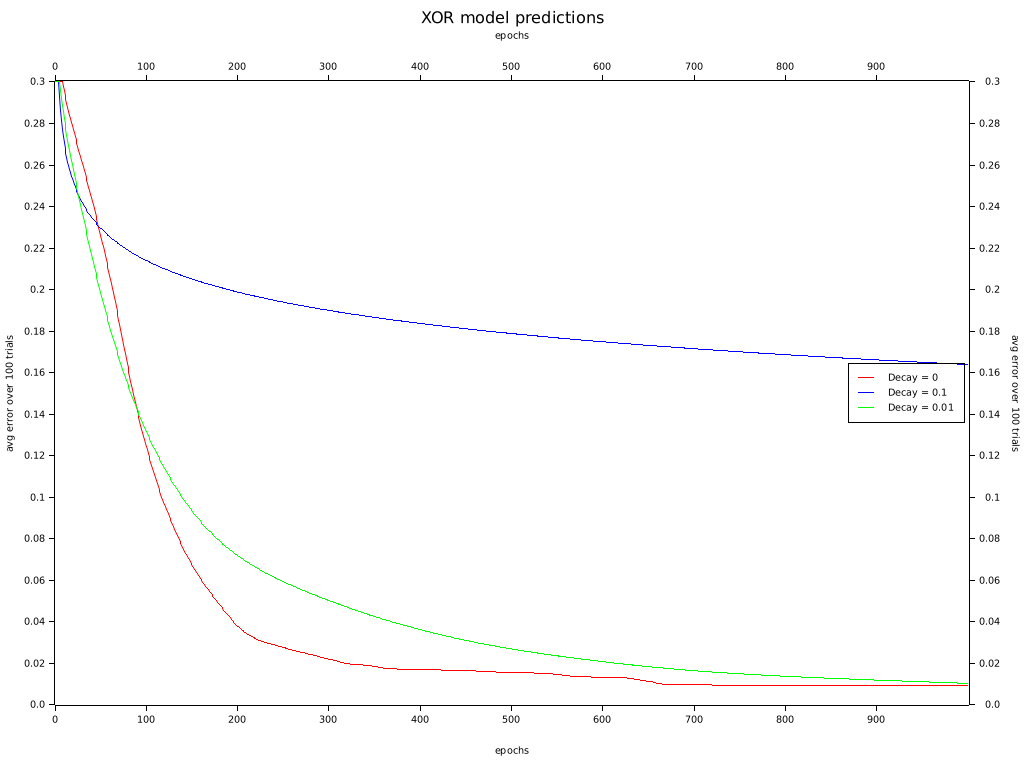 XOR model predictions
epochs
0 100 200 300 400 500 600 700 800 900
0.3 0.3
0.28 0.28
0.26 0.26
0.24 0.24
0.22 0.22
0.2 0.2
0.18 0.18
0.16 0.16
0.14 0.14
0.12 0.12
0.1 0.1
0.08 0.08
0.06 0.06
0.04 0.04
0.02 0.02
0.0 0.0
avg error over 100 trials
avg error over 100 trials
Decay = 0
Decay = 0.1
Decay = 0.01
0 100 200 300 400 500 600 700 800 900
epochs